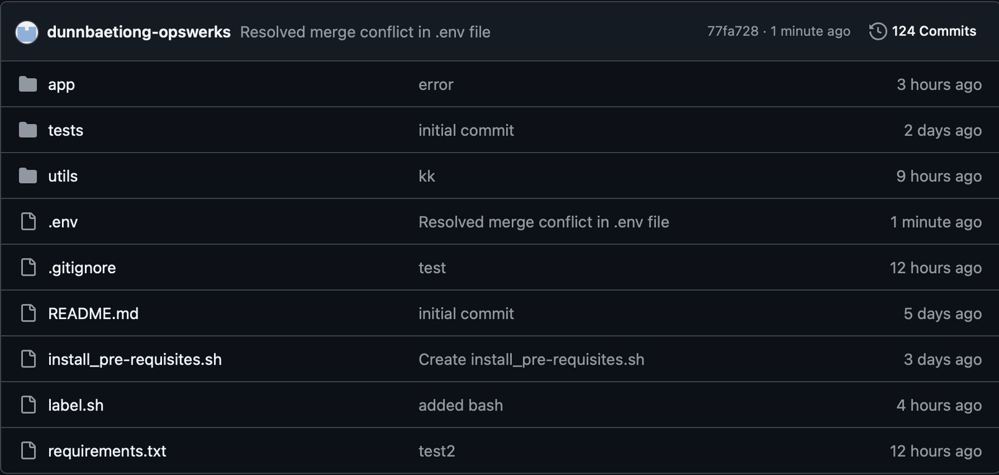 dunnbaetiong-opswerks Resolved merge conflict in .env file 77fa728 · 1 minute ago 124 Commits
app error 3 hours ago
tests initial commit 2 days ago
utils kk 9 hours ago
.env Resolved merge conflict in .env file 1 minute ago
.gitignore test 12 hours ago
README.md initial commit 5 days ago
install_pre-requisites.sh Create install_pre-requisites.sh 3 days ago
label.sh added bash 4 hours ago
requirements.txt test2 12 hours ago